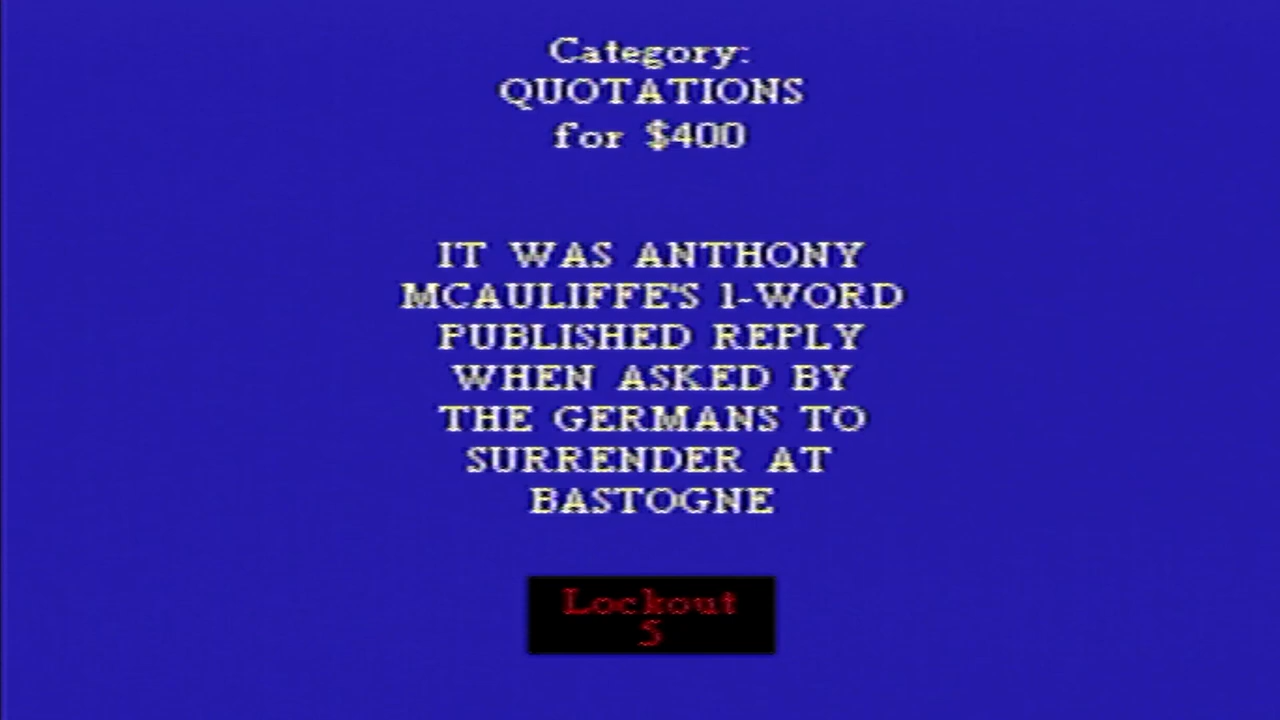 Category:
QUOTATIONS
for $400
IT WAS ANTHONY
MCAULIFFE'S 1-WORD
PUBLISHED REPLY
WHEN ASKED BY
THE GERMANS TO
SURRENDER AT
BASTOGNE
Lockout
5